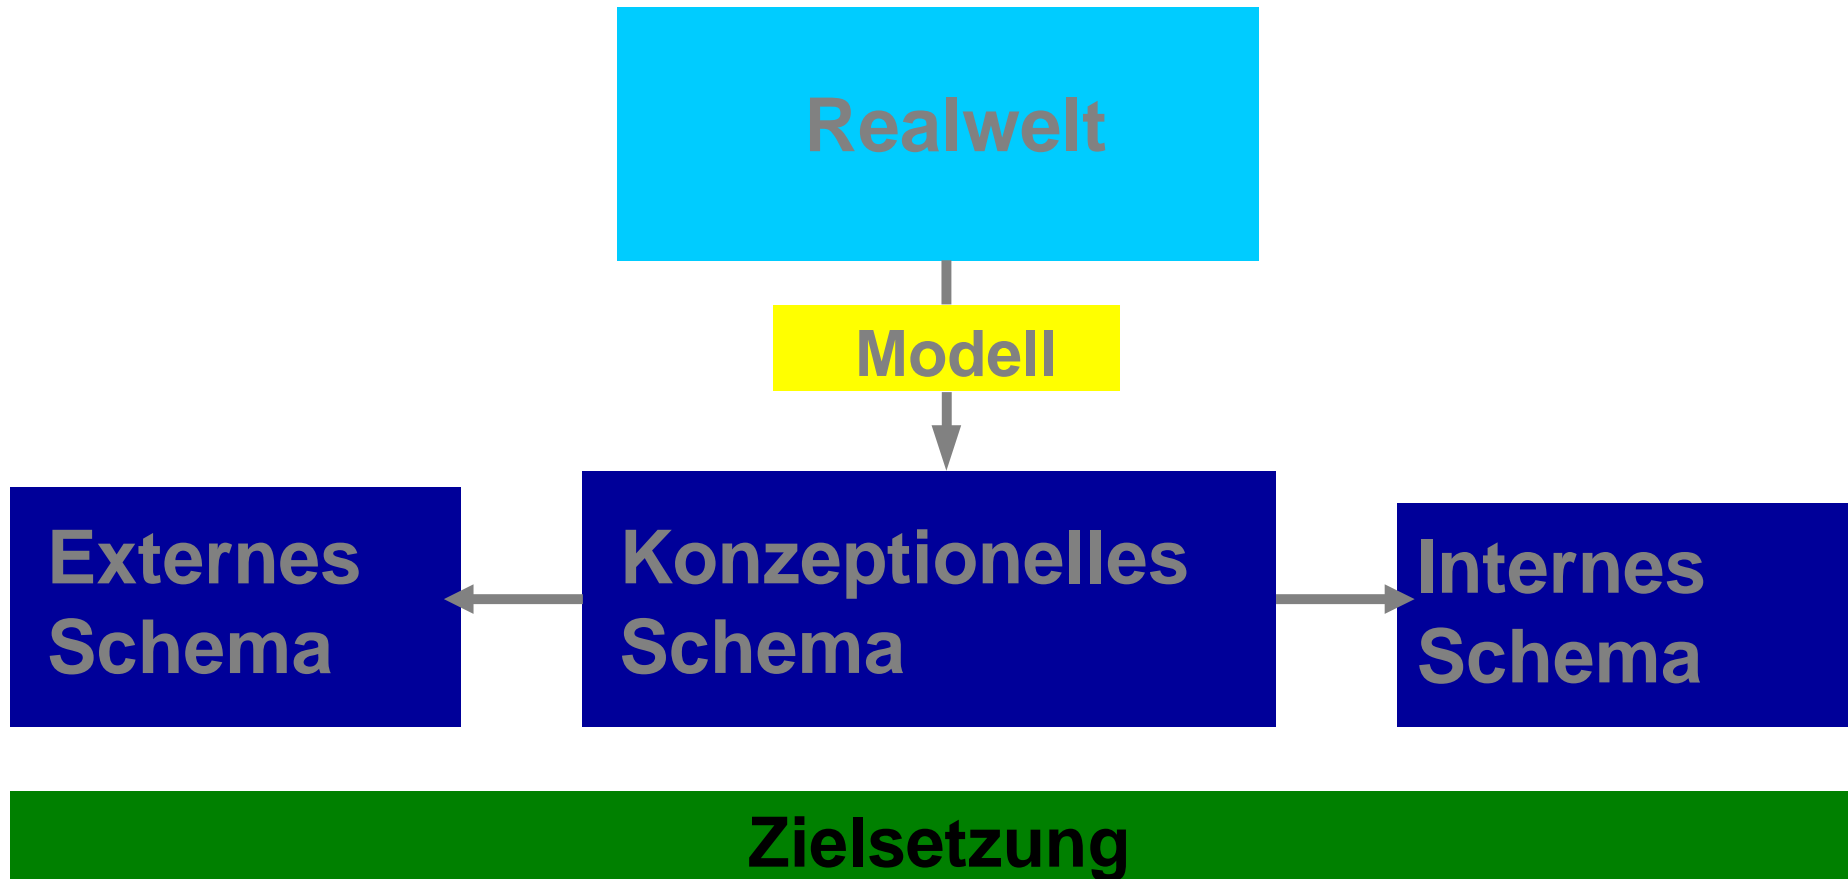 Realwelt
Modell
Externes
Schema
Konzeptionelles
Schema
Internes
Schema
Zielsetzung